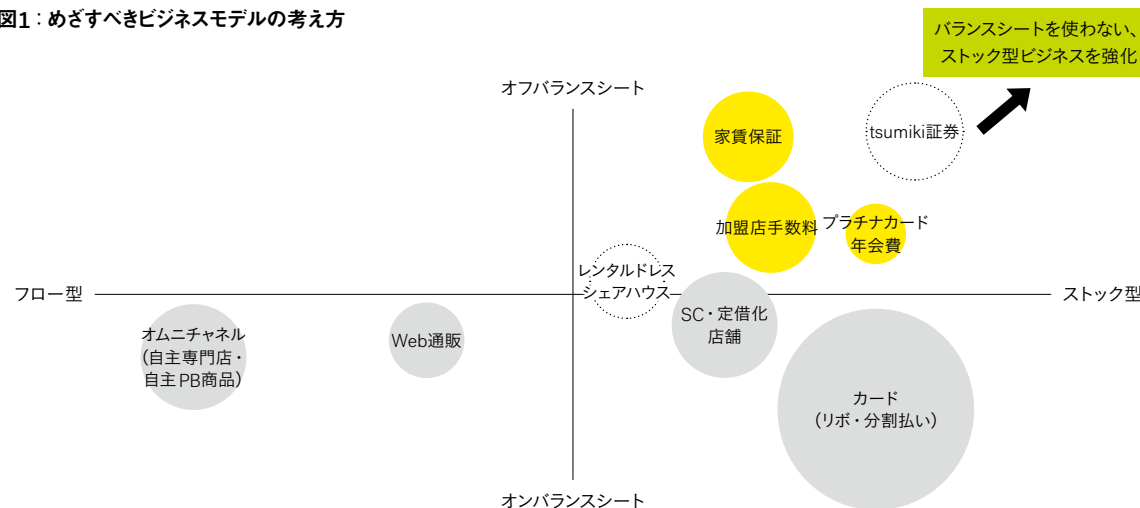 図1：めざすべきビジネスモデルの考え方
バランスシートを使わない、
ストック型ビジネスを強化
オフバランスシート
家賃保証
tsumiki証券
加盟店手数料
プラチナカード
年会費
レンタルドレス
シェアハウス
フロー型
ストック型
SC・定借化
店舗
オムニチャネル
（自主専門店・
自主PB商品）
Web通販
カード
（リボ・分割払い）
オンバランスシート